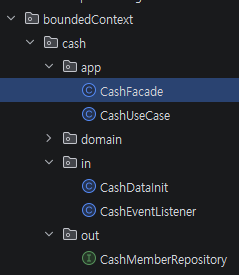 boundedContext
cash
app
CashFacade
CashUseCase
domain
in
CashDataInit
CashEventListener
out
CashMemberRepository